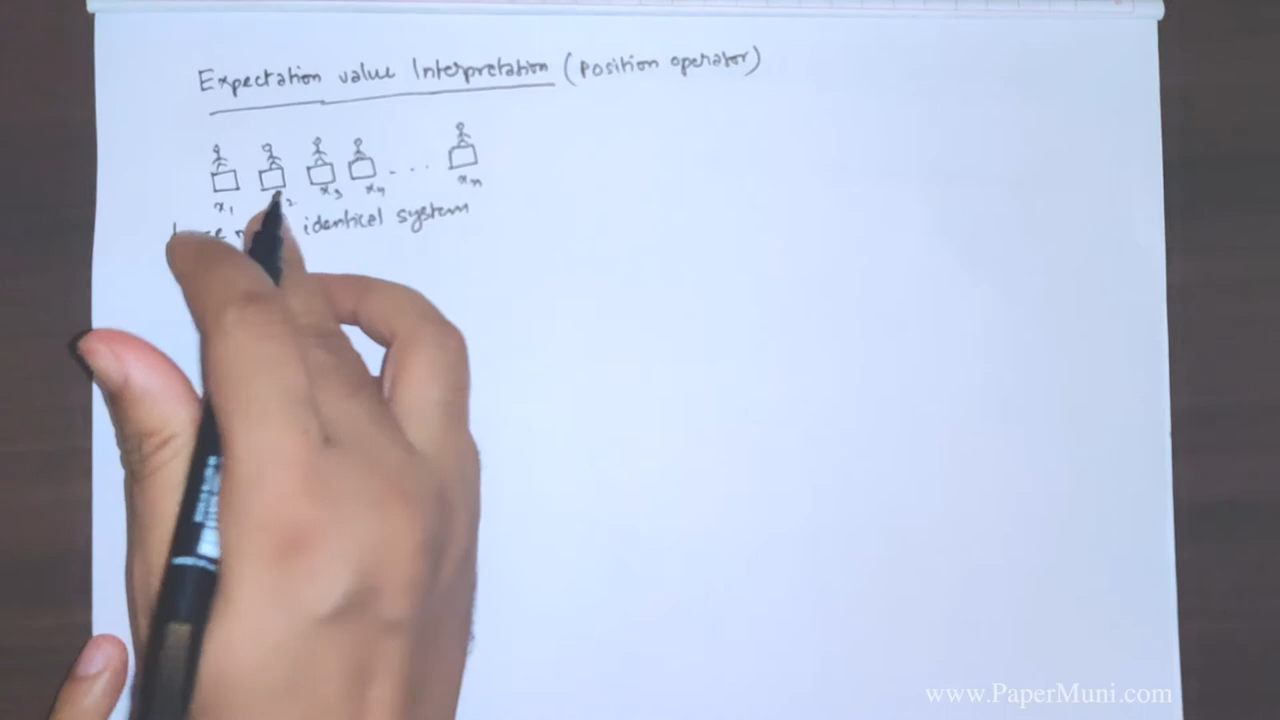 Expectation value Interpretation (position operator)
x₁ x₃ x₄ . . . xₙ
identical system
www.PaperMuni.com